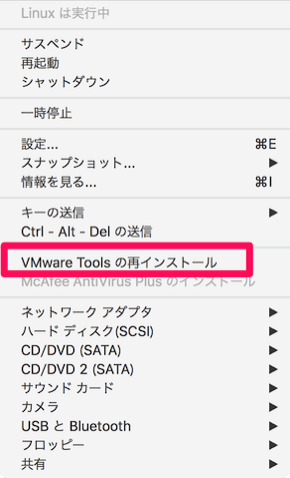 Linux は実行中
サスペンド
再起動
シャットダウン
一時停止
設定... ⌘E
スナップショット... ▶
情報を見る... ⌘I
キーの送信 ▶
Ctrl - Alt - Del の送信
VMware Tools の再インストール
McAfee AntiVirus Plus のインストール
ネットワーク アダプタ ▶
ハード ディスク(SCSI) ▶
CD/DVD (SATA) ▶
CD/DVD 2 (SATA) ▶
サウンド カード ▶
カメラ ▶
USB と Bluetooth ▶
フロッピー ▶
共有 ▶